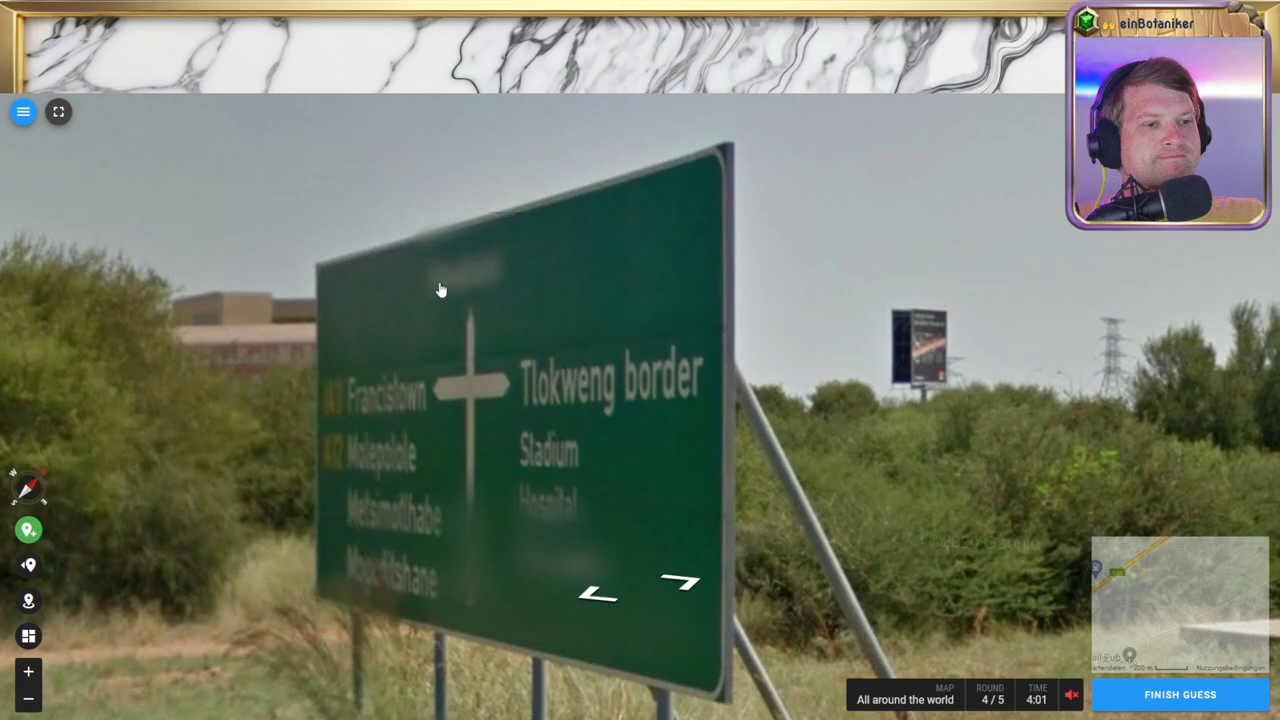 einBotaniker
A1 Francistown
Tlokweng border
A12 Molepolole
Stadium
Metsimotlhabe
Hospital
Mogoditshane
MAP
All around the world
ROUND
4 / 5
TIME
4:01
FINISH GUESS
200 m
Nutzungsbedingungen